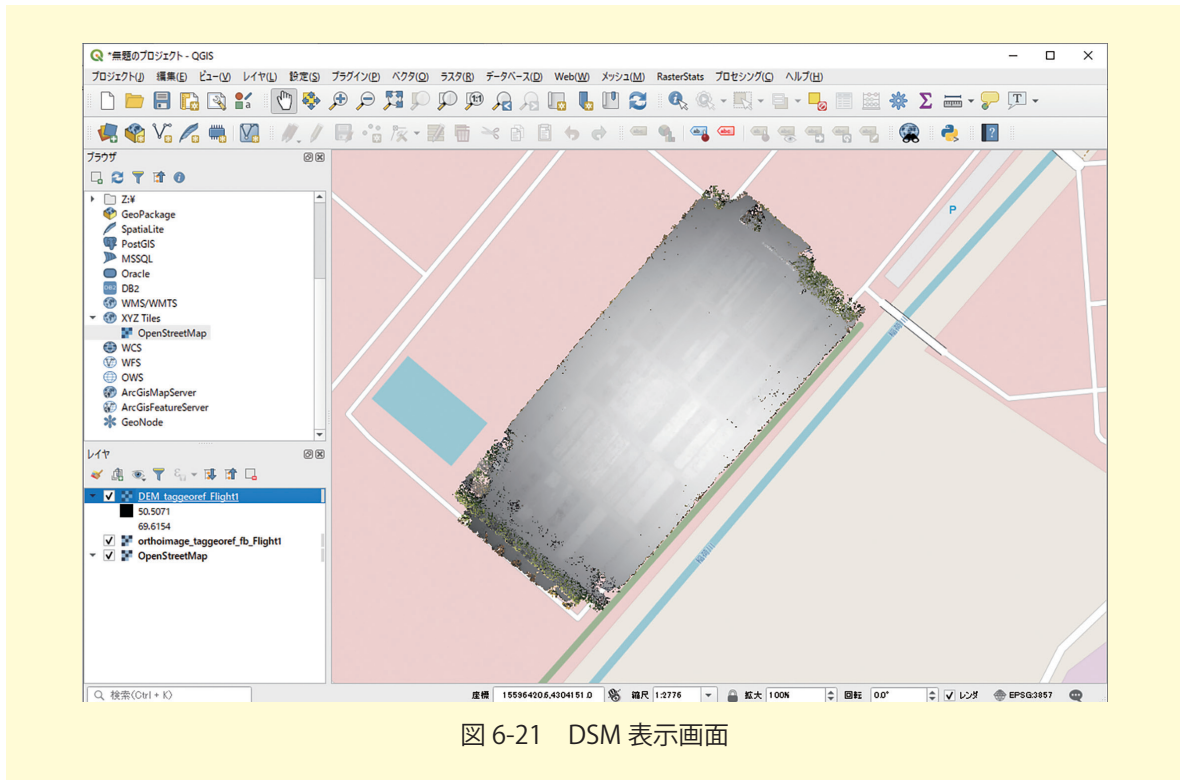 *無題のプロジェクト - QGIS
プロジェクト(J) 編集(E) ビュー(V) レイヤ(L) 設定(S) プラグイン(P) ベクタ(O) ラスタ(R) データベース(D) Web(W) メッシュ(M) RasterStats プロセシング(C) ヘルプ(H)
ブラウザ
Z:¥
GeoPackage
SpatiaLite
PostGIS
MSSQL
Oracle
DB2
WMS/WMTS
XYZ Tiles
OpenStreetMap
WCS
WFS
OWS
ArcGisMapServer
ArcGisFeatureServer
GeoNode
レイヤ
DEM_taggeoref_Flight1
50.5071
69.6154
orthoimage_taggeoref_fb_Flight1
OpenStreetMap
P
検索(Ctrl + K)
座標 15596420.6,4304151.0 縮尺 1:2776 拡大 100% 回転 0.0° レンダ EPSG:3857
図 6-21 DSM 表示画面